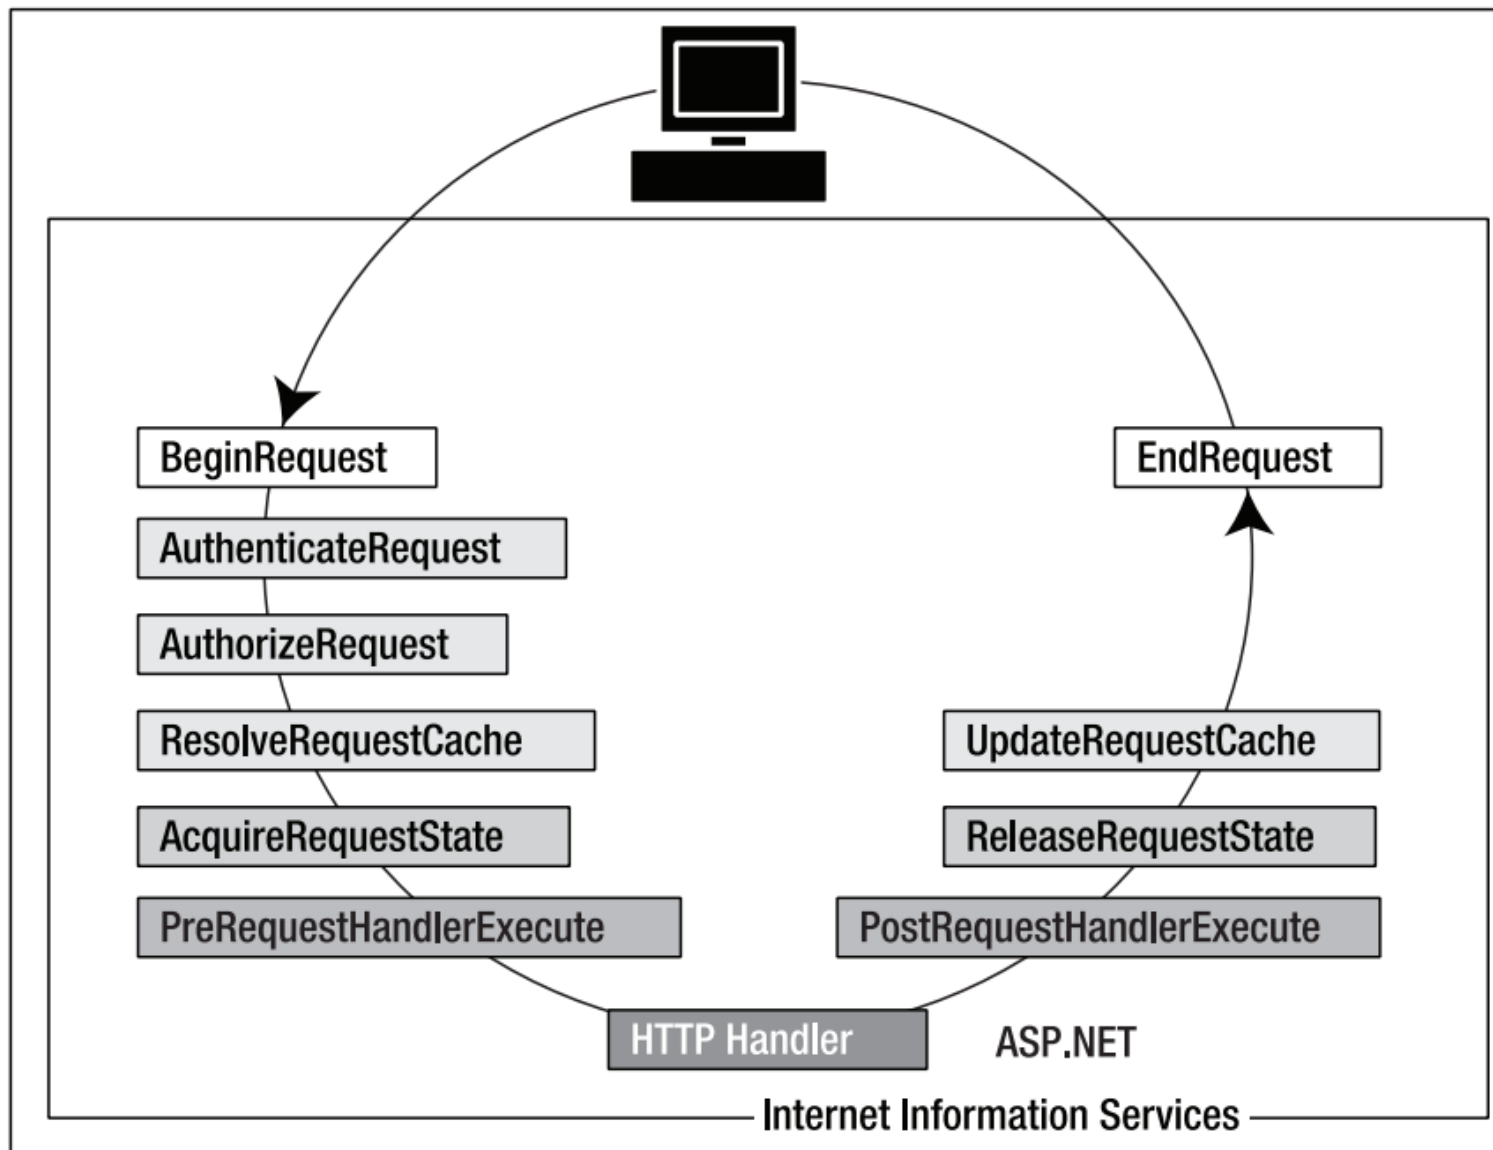 BeginRequest
EndRequest
AuthenticateRequest
AuthorizeRequest
ResolveRequestCache
UpdateRequestCache
AcquireRequestState
ReleaseRequestState
PreRequestHandlerExecute
PostRequestHandlerExecute
HTTP Handler
ASP.NET
Internet Information Services